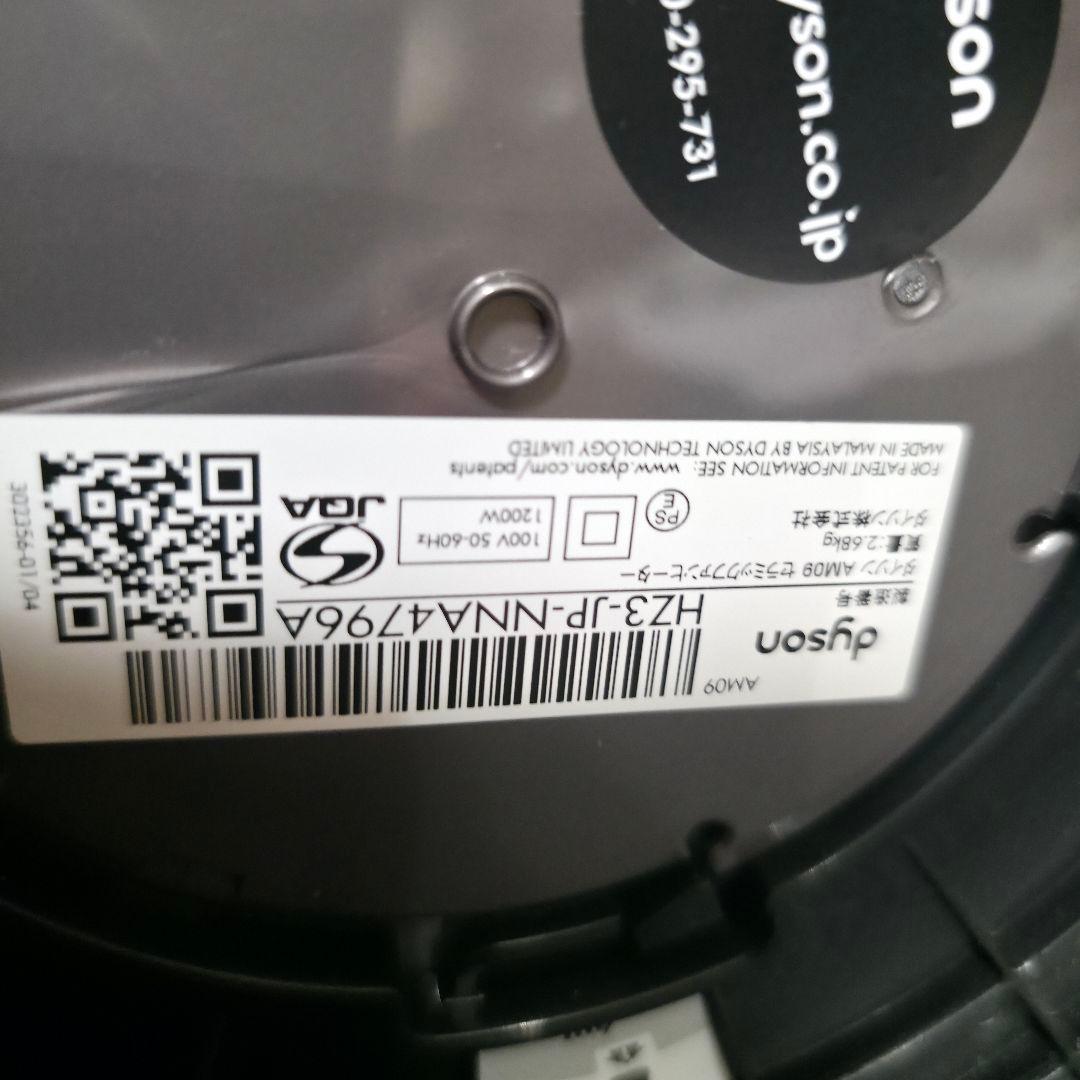 son
yson.co.jp
0-295-731
AM09
dyson
製造番号
HZ3-JP-NNA4796A
ダイソン AM09 セラミックファンヒーター
質量:2.68kg
ダイソン株式会社
PS
E
100V 50-60Hz
1200W
JQA
FOR PATENT INFORMATION SEE: www.dyson.com/patents
MADE IN MALAYSIA BY DYSON TECHNOLOGY LIMITED
302356-01/04